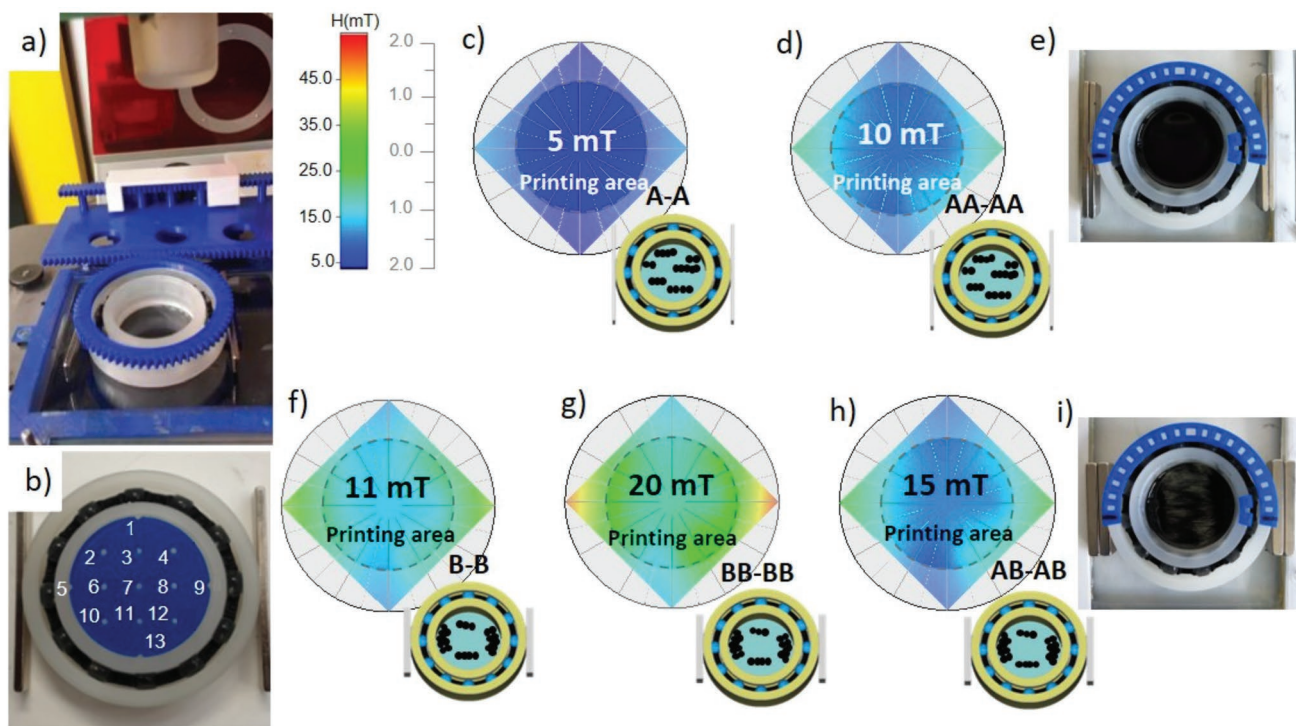 a)
H(mT)
45.0
35.0
25.0
15.0
5.0
2.0
1.0
0.0
1.0
2.0
c)
5 mT
Printing area
A-A
d)
10 mT
Printing area
AA-AA
e)
b)
1
2 3 4
5 6 7 8 9
10 11 12
13
f)
11 mT
Printing area
B-B
g)
20 mT
Printing area
BB-BB
h)
15 mT
Printing area
AB-AB
i)